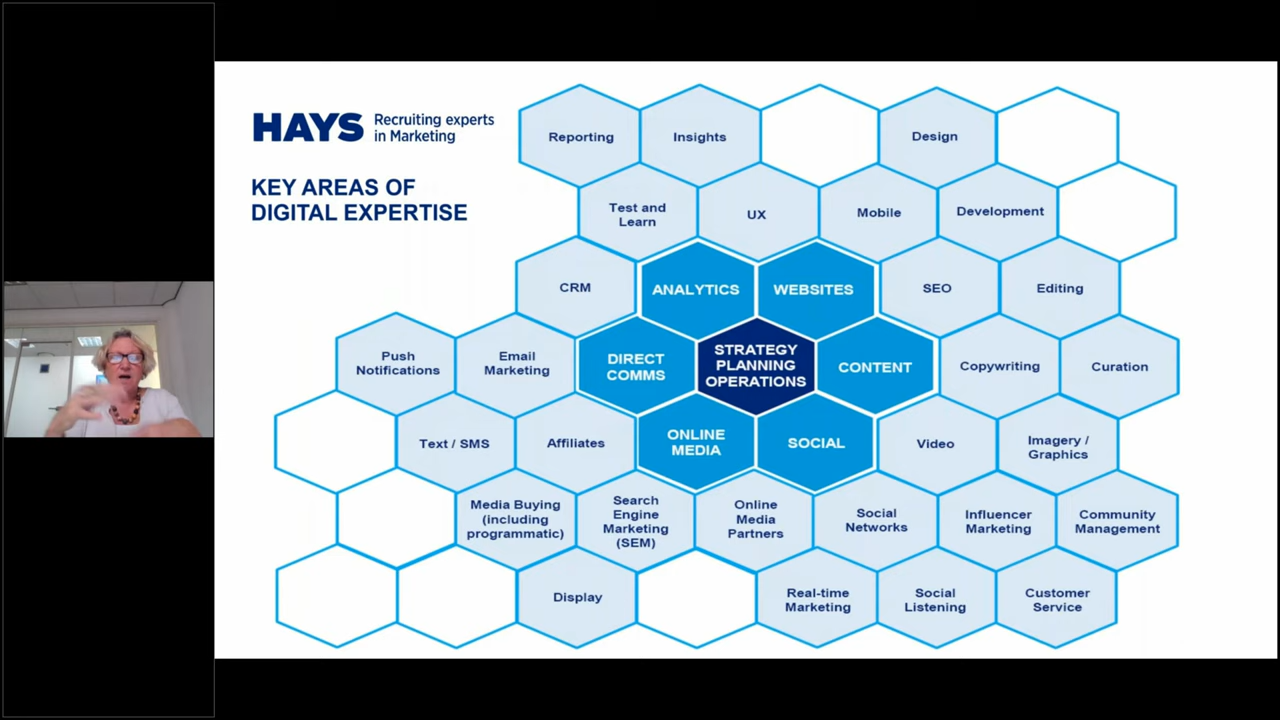 HAYS Recruiting experts
in Marketing
KEY AREAS OF
DIGITAL EXPERTISE
Reporting
Insights
Design
Test and
Learn
UX
Mobile
Development
CRM
ANALYTICS
WEBSITES
SEO
Editing
Push
Notifications
Email
Marketing
DIRECT
COMMS
STRATEGY
PLANNING
OPERATIONS
CONTENT
Copywriting
Curation
Text / SMS
Affiliates
ONLINE
MEDIA
SOCIAL
Video
Imagery /
Graphics
Media Buying
(including
programmatic)
Search
Engine
Marketing
(SEM)
Online
Media
Partners
Social
Networks
Influencer
Marketing
Community
Management
Display
Real-time
Marketing
Social
Listening
Customer
Service